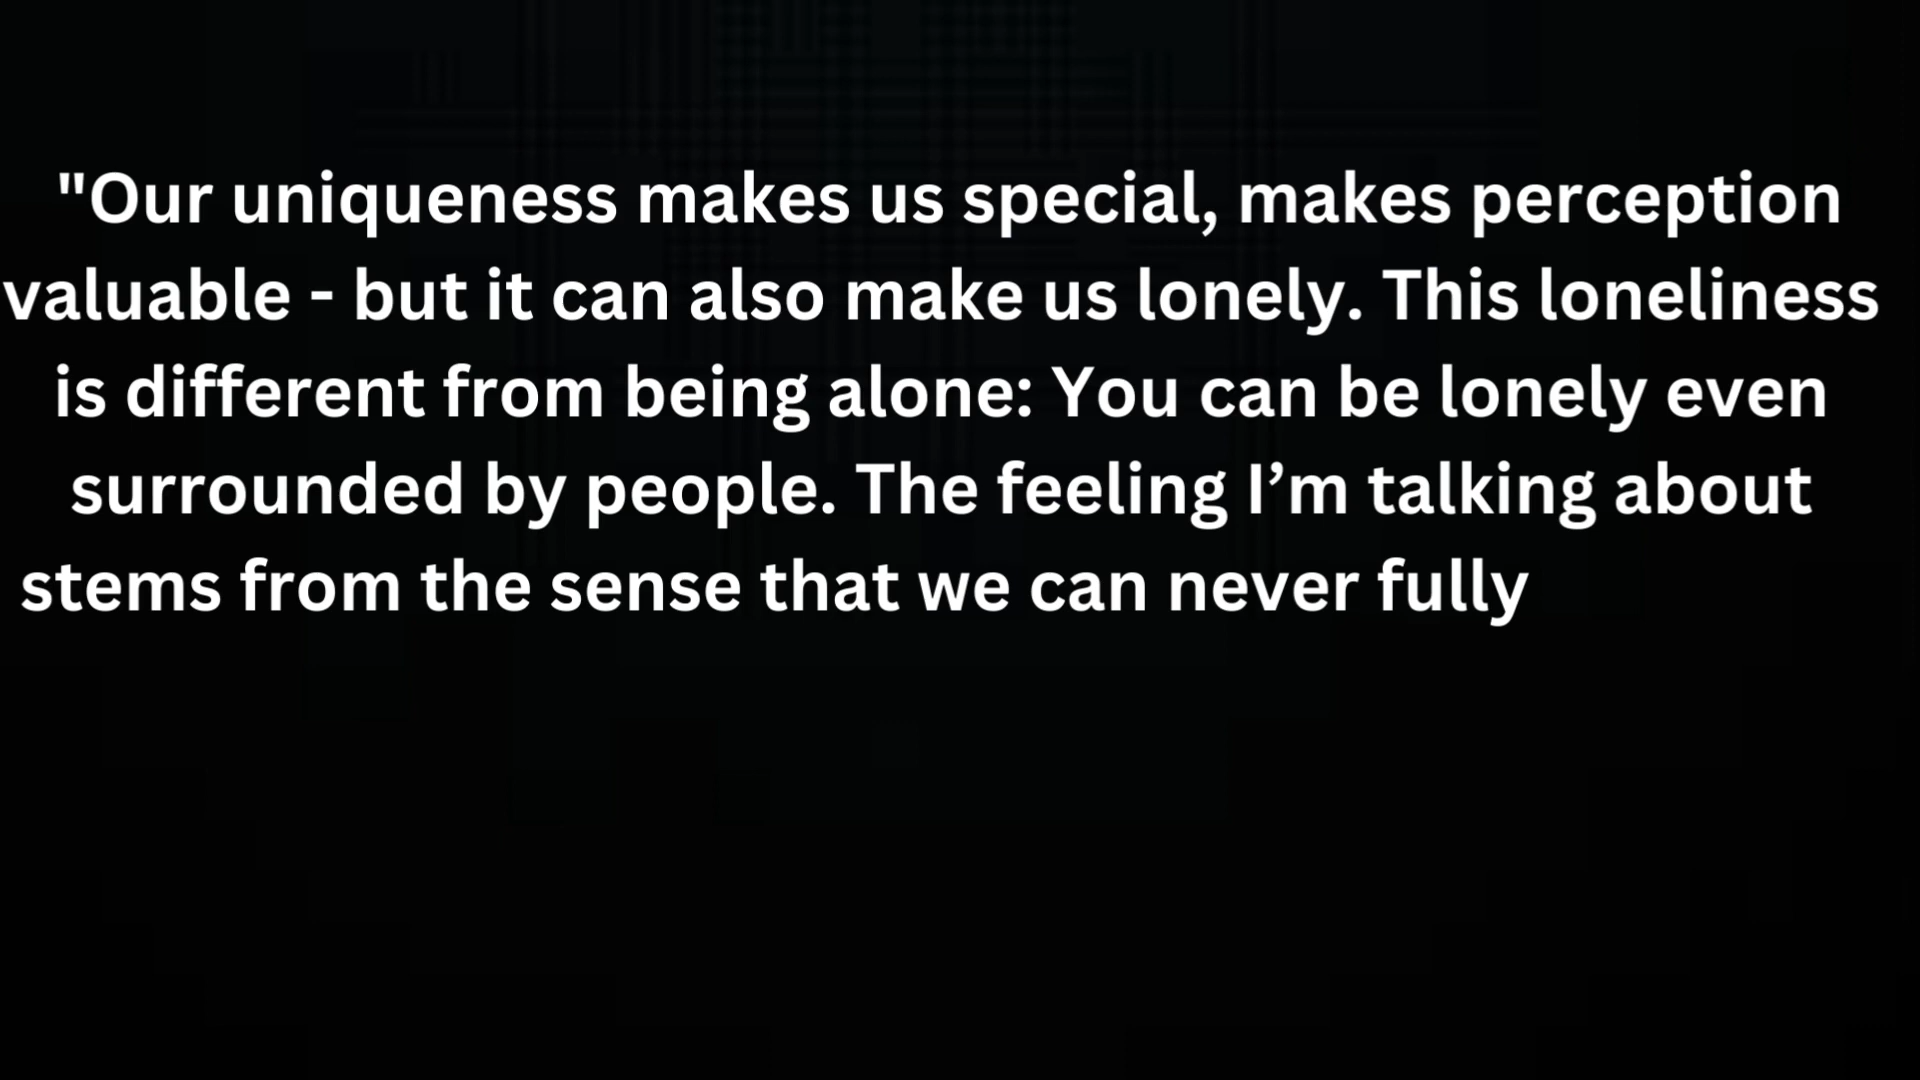 "Our uniqueness makes us special, makes perception
valuable - but it can also make us lonely. This loneliness
is different from being alone: You can be lonely even
surrounded by people. The feeling I’m talking about
stems from the sense that we can never fully